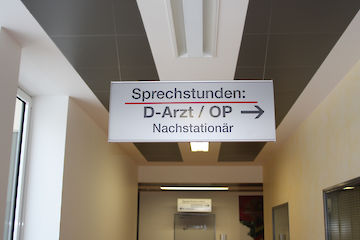 Sprechstunden:
D-Arzt / OP →
Nachstationär